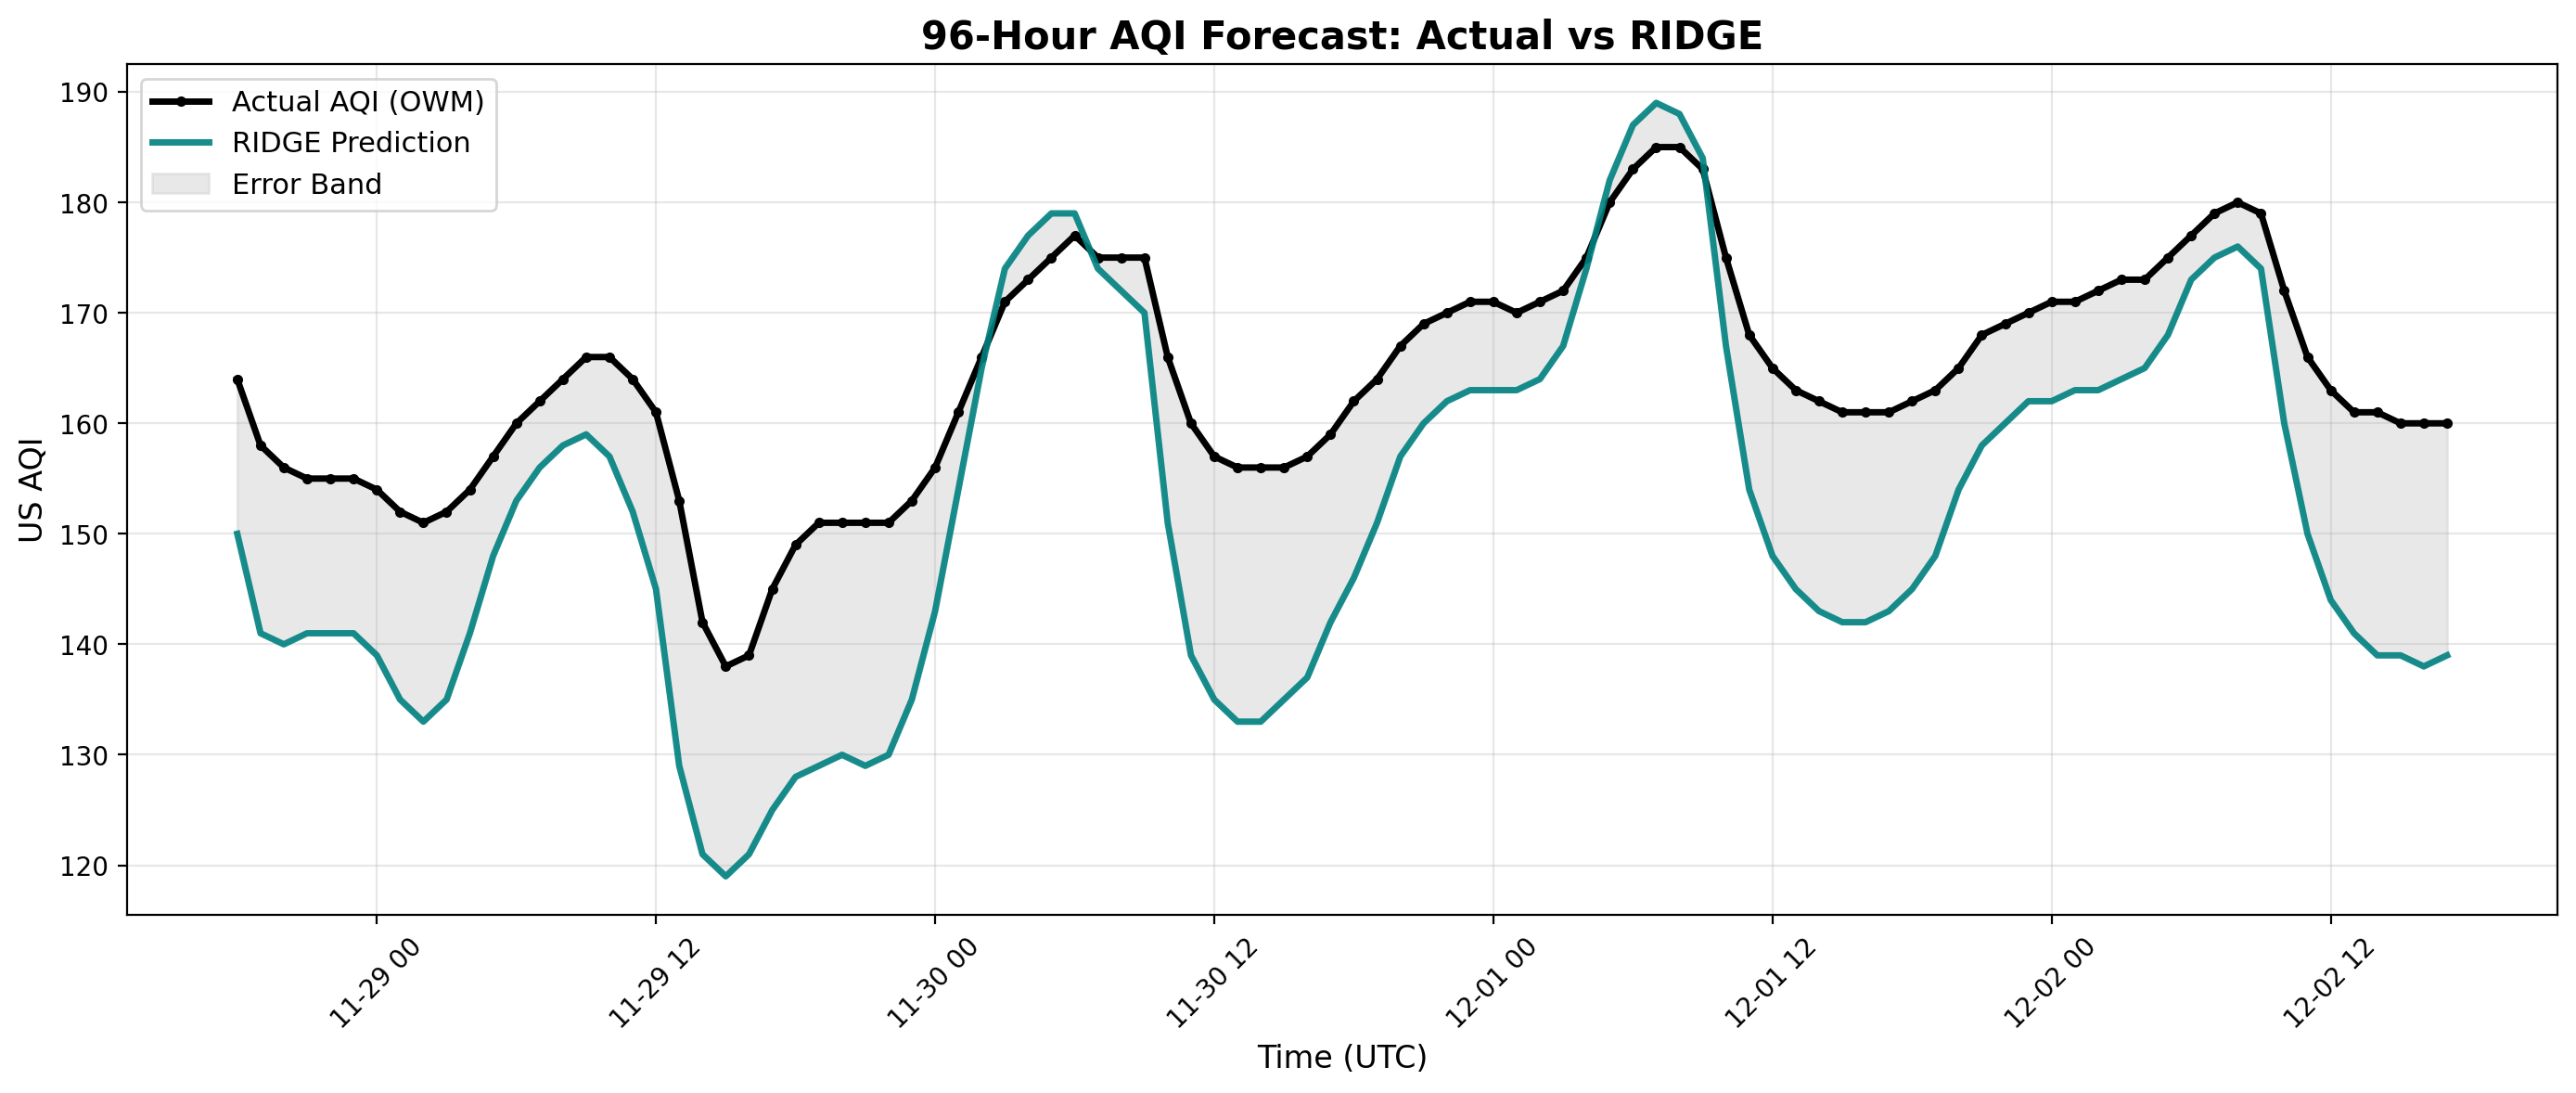 96-Hour AQI Forecast: Actual vs RIDGE
Actual AQI (OWM)
RIDGE Prediction
Error Band
US AQI
190
180
170
160
150
140
130
120
11-29 00
11-29 12
11-30 00
11-30 12
12-01 00
12-01 12
12-02 00
12-02 12
Time (UTC)